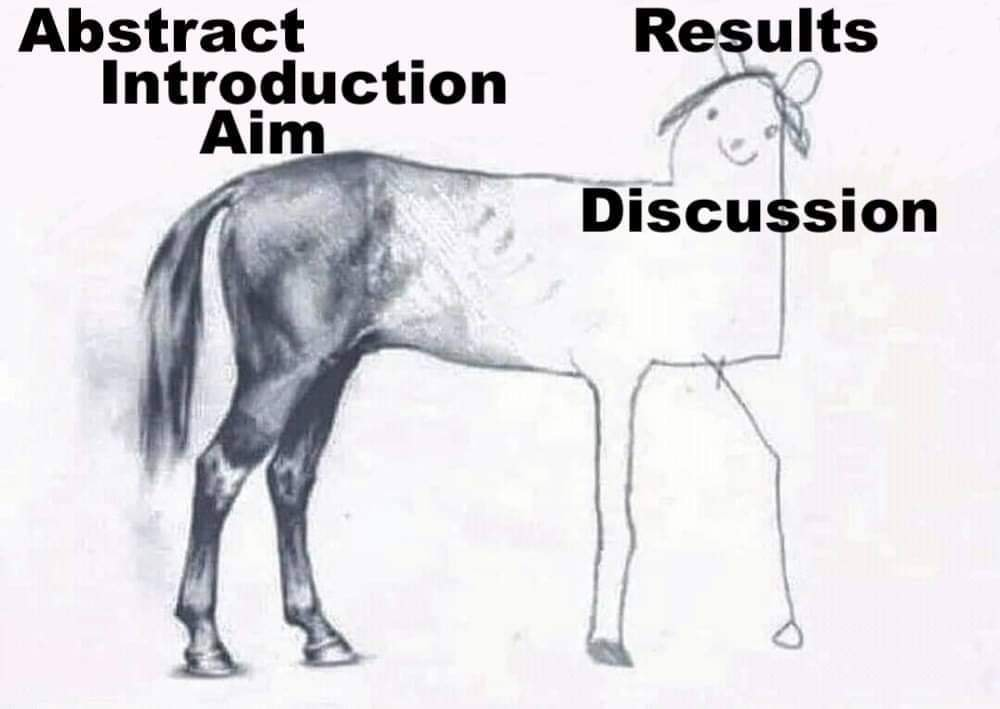 Abstract
Introduction
Aim
Results
Discussion